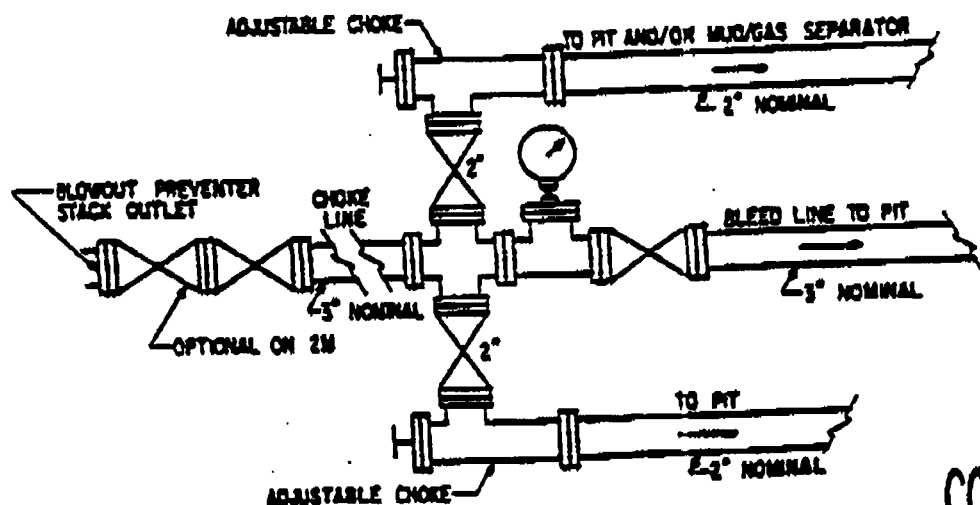 ADJUSTABLE CHOKE
TO PIT AND/OR MUD/GAS SEPARATOR
2" NOMINAL
2"
BLOWOUT PREVENTER
STACK OUTLET
CHOKE
LINE
BLEED LINE TO PIT
3" NOMINAL
3" NOMINAL
OPTIONAL ON 2M
2"
TO PIT
2" NOMINAL
ADJUSTABLE CHOKE